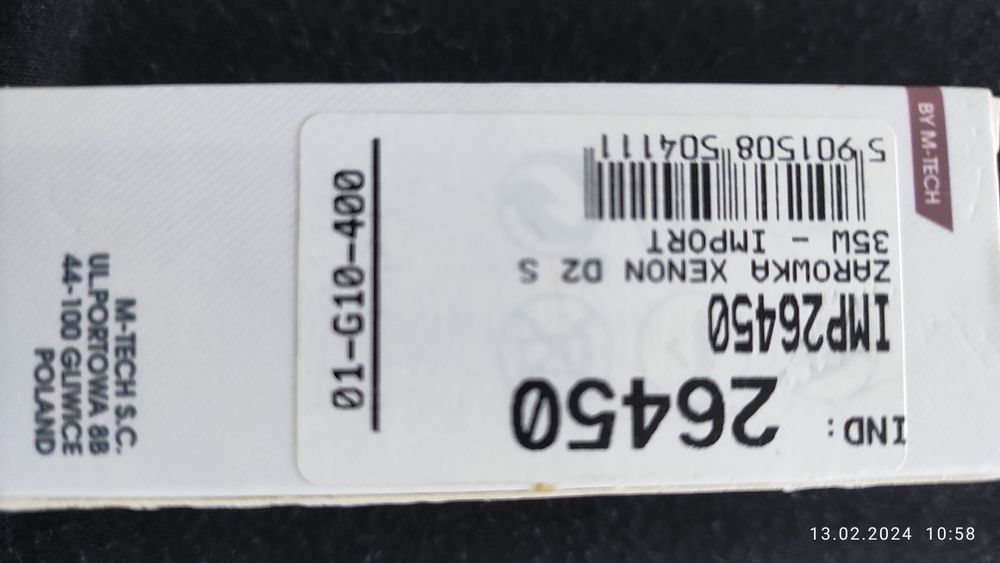 IND: 26450
IMP26450
ZAROWKA XENON D2 S
35W - IMPORT
5 901508 504111
01-G10-400
BY M-TECH
M-TECH S.C.
UL.PORTOWA 8B
44-100 GLIWICE
POLAND
13.02.2024 10:58